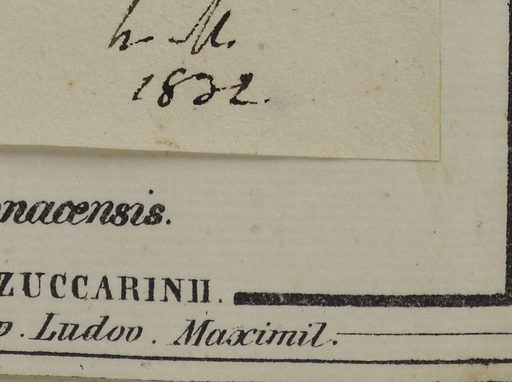 h. M.
1832.
nacensis.
ZUCCARINII.
p. Ludov. Maximil.